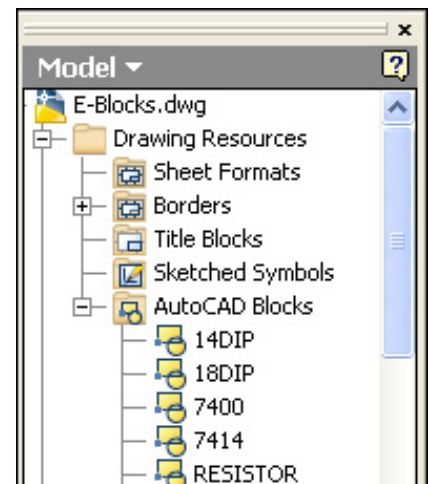 Model
E-Blocks.dwg
Drawing Resources
Sheet Formats
Borders
Title Blocks
Sketched Symbols
AutoCAD Blocks
14DIP
18DIP
7400
7414
RESISTOR